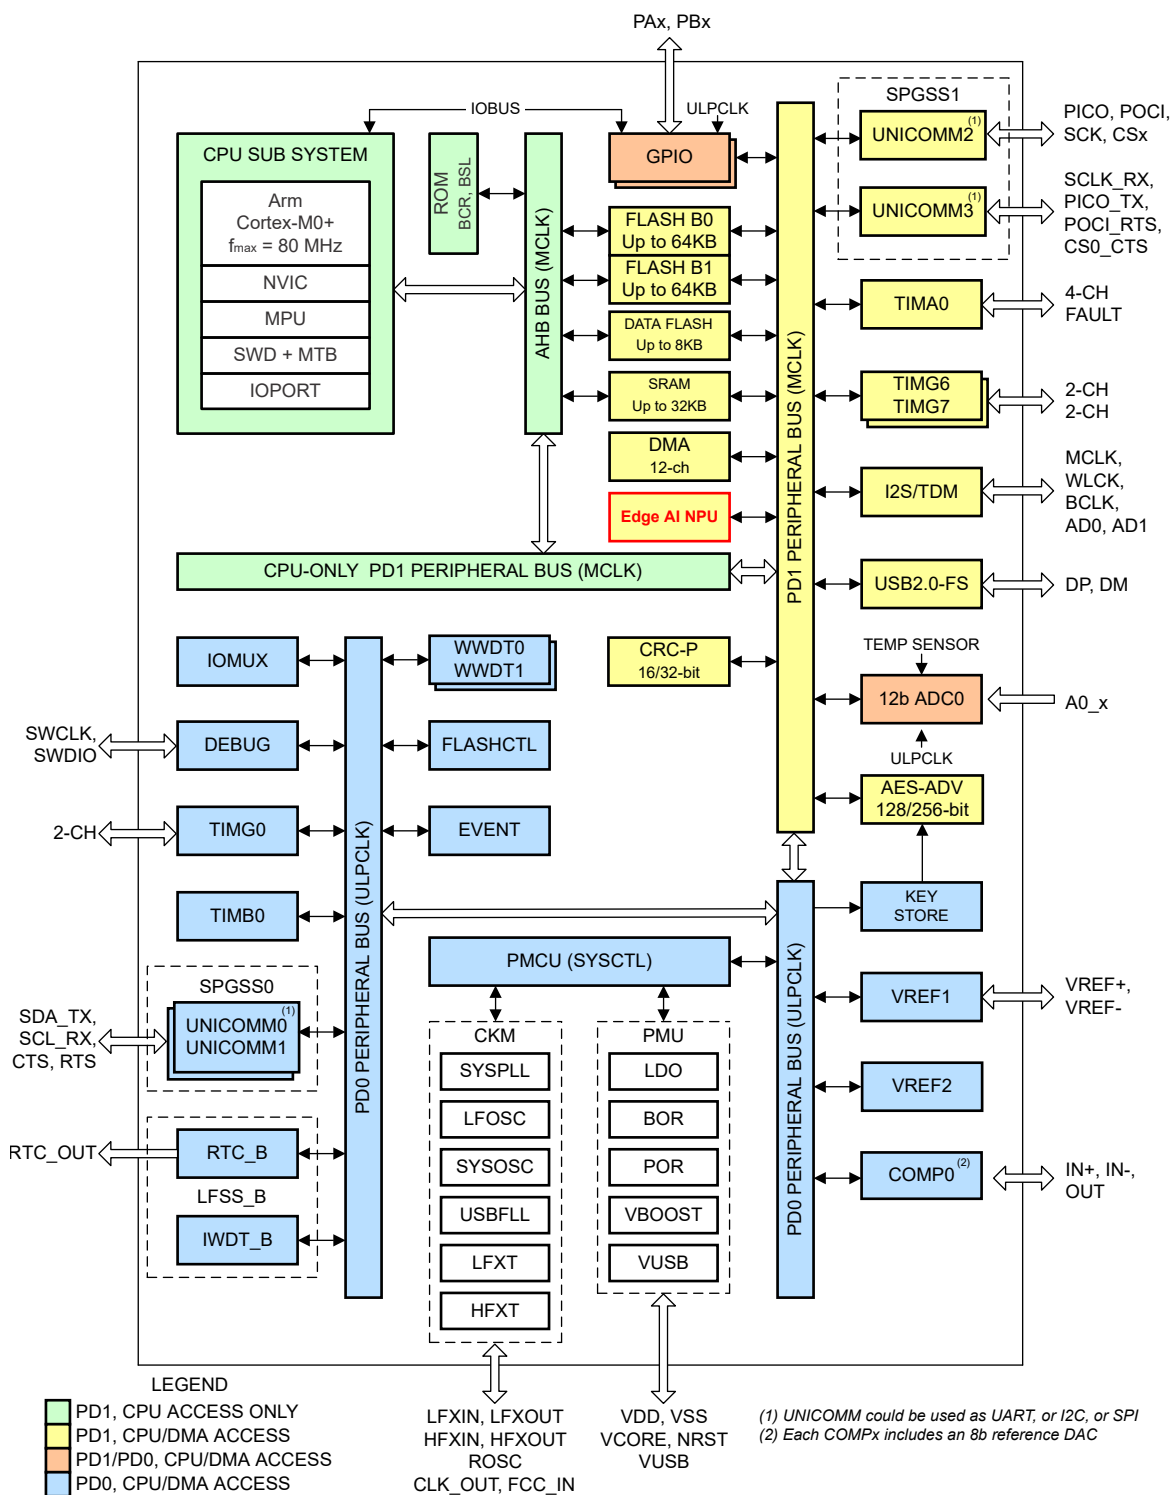 PAx, PBx
IOBUS
ULPCLK
SPGSS1
CPU SUB SYSTEM
Arm
Cortex-M0+
fmax = 80 MHz
NVIC
MPU
SWD + MTB
IOPORT
ROM
BCR, BSL
AHB BUS (MCLK)
GPIO
FLASH B0
Up to 64KB
FLASH B1
Up to 64KB
DATA FLASH
Up to 8KB
SRAM
Up to 32KB
DMA
12-ch
Edge AI NPU
PD1 PERIPHERAL BUS (MCLK)
UNICOMM2 (1)
PICO, POCI,
SCK, CSx
UNICOMM3 (1)
SCLK_RX,
PICO_TX,
POCI_RTS,
CS0_CTS
TIMA0
4-CH
FAULT
TIMG6
TIMG7
2-CH
2-CH
I2S/TDM
MCLK,
WLCK,
BCLK,
AD0, AD1
USB2.0-FS
DP, DM
CPU-ONLY PD1 PERIPHERAL BUS (MCLK)
CRC-P
16/32-bit
TEMP SENSOR
12b ADC0
A0_x
ULPCLK
AES-ADV
128/256-bit
IOMUX
WWDT0
WWDT1
SWCLK,
SWDIO
DEBUG
FLASHCTL
2-CH
TIMG0
EVENT
TIMB0
PD0 PERIPHERAL BUS (ULPCLK)
KEY
STORE
PMCU (SYSCTL)
PD0 PERIPHERAL BUS (ULPCLK)
SPGSS0
SDA_TX,
SCL_RX,
CTS, RTS
UNICOMM0 (1)
UNICOMM1
VREF1
VREF+,
VREF-
CKM
SYSPLL
LFOSC
SYSOSC
USBFLL
LFXT
HFXT
PMU
LDO
BOR
POR
VBOOST
VUSB
VREF2
RTC_OUT
RTC_B
LFSS_B
IWDT_B
COMP0 (2)
IN+, IN-,
OUT
LEGEND
PD1, CPU ACCESS ONLY
PD1, CPU/DMA ACCESS
PD1/PD0, CPU/DMA ACCESS
PD0, CPU/DMA ACCESS
LFXIN, LFXOUT
HFXIN, HFXOUT
ROSC
CLK_OUT, FCC_IN
VDD, VSS
VCORE, NRST
VUSB
(1) UNICOMM could be used as UART, or I2C, or SPI
(2) Each COMPx includes an 8b reference DAC